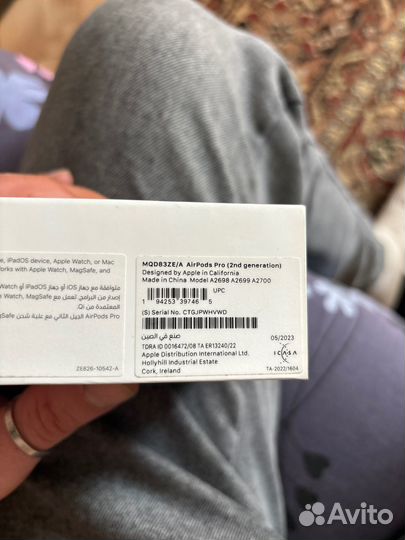 e, iPadOS device, Apple Watch, or Mac
orks with Apple Watch, MagSafe, and
متوافقة مع جهاز iOS أو جهاز iPadOS أو Apple Watch
إصدار من البرامج. تعمل مع MagSafe
المعتمدة من Qi.
AirPods Pro الجيل الثاني مع علبة شحن MagSafe
ZE826-10542-A
MQD83ZE/A AirPods Pro (2nd generation)
Designed by Apple in California
Made in China Model A2698 A2699 A2700
UPC
1 94253 39746 5
(S) Serial No. CTGJPWHVWD
صنع في الصين
05/2023
TDRA ID 0016472/08 TA ER13240/22
Apple Distribution International Ltd.
Hollyhill Industrial Estate
Cork, Ireland
ICASA
TA-2022/1604
Avito